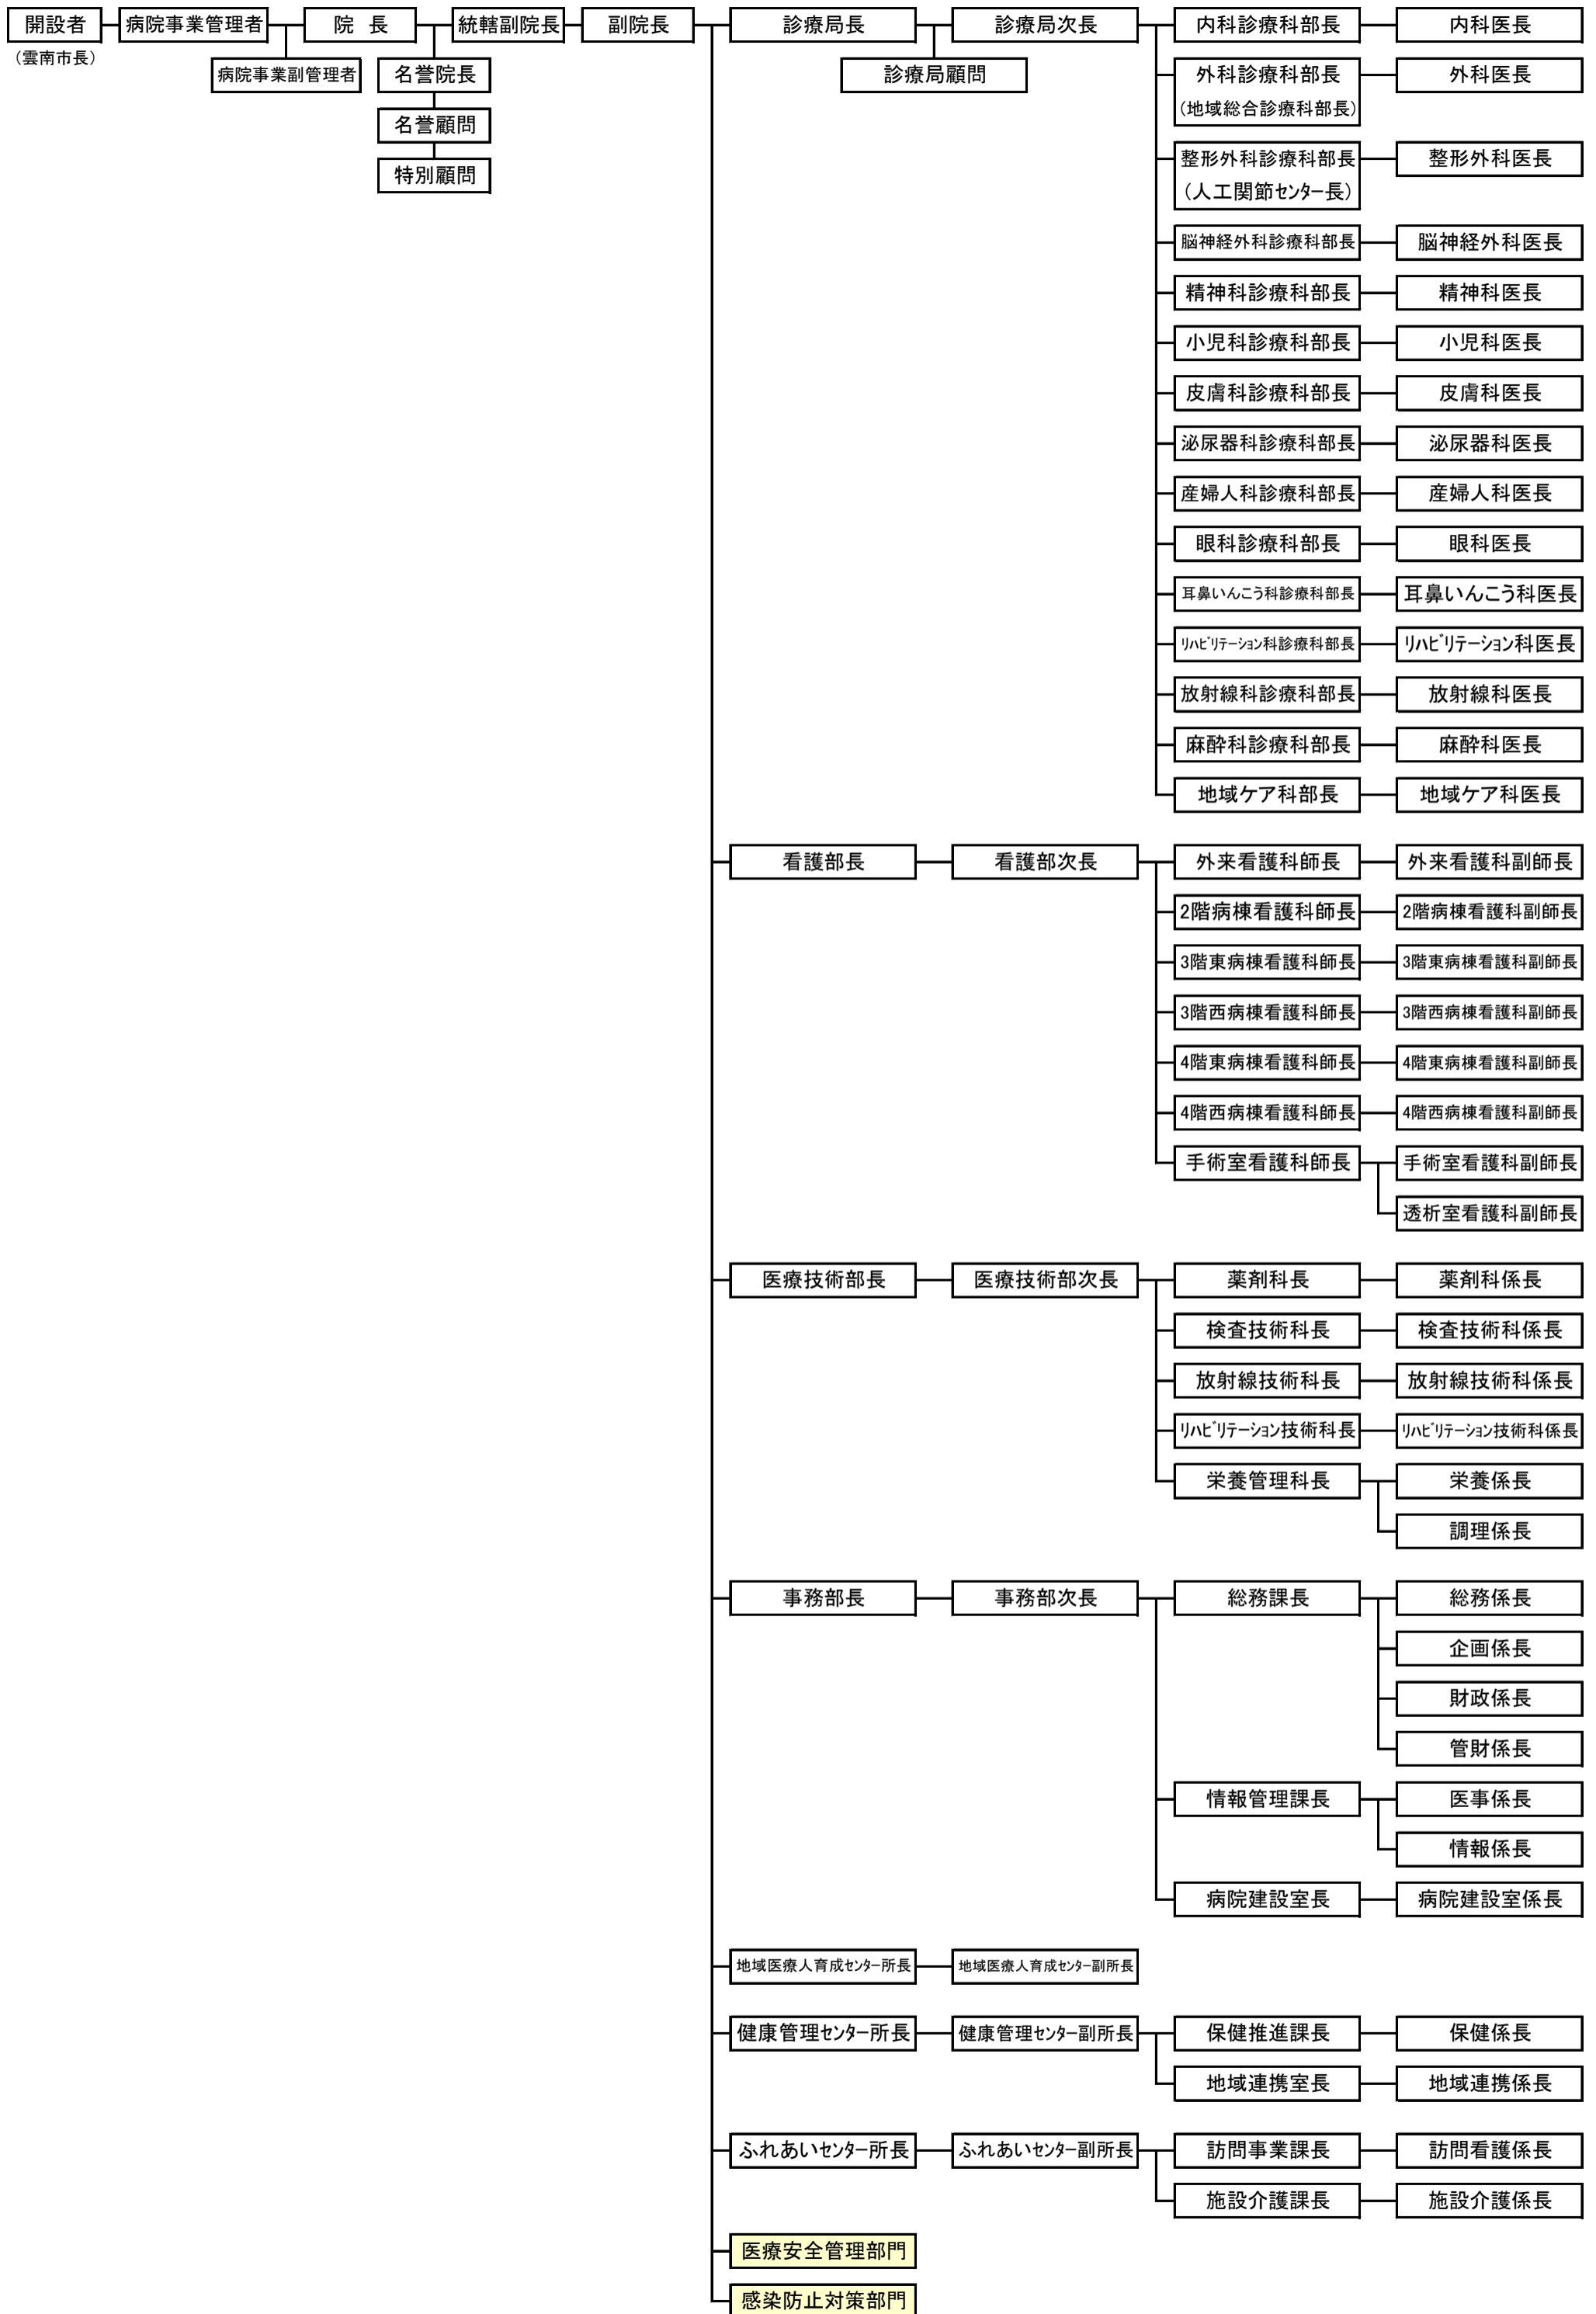 開設者 病院事業管理者 院 長 統轄副院長 副院長 診療局長 診療局次長 内科診療科部長 内科医長
(雲南市長)
病院事業副管理者 名誉院長 診療局顧問 外科診療科部長 外科医長
(地域総合診療科部長)
名誉顧問
整形外科診療科部長 整形外科医長
特別顧問
(人工関節センター長)
脳神経外科診療科部長 脳神経外科医長
精神科診療科部長 精神科医長
小児科診療科部長 小児科医長
皮膚科診療科部長 皮膚科医長
泌尿器科診療科部長 泌尿器科医長
産婦人科診療科部長 産婦人科医長
眼科診療科部長 眼科医長
耳鼻いんこう科診療科部長 耳鼻いんこう科医長
リハビリテーション科診療科部長 リハビリテーション科医長
放射線科診療科部長 放射線科医長
麻酔科診療科部長 麻酔科医長
地域ケア科部長 地域ケア科医長
看護部長 看護部次長 外来看護科師長 外来看護科副師長
2階病棟看護科師長 2階病棟看護科副師長
3階東病棟看護科師長 3階東病棟看護科副師長
3階西病棟看護科師長 3階西病棟看護科副師長
4階東病棟看護科師長 4階東病棟看護科副師長
4階西病棟看護科師長 4階西病棟看護科副師長
手術室看護科師長 手術室看護科副師長
透析室看護科副師長
医療技術部長 医療技術部次長 薬剤科長 薬剤科係長
検査技術科長 検査技術科係長
放射線技術科長 放射線技術科係長
リハビリテーション技術科長 リハビリテーション技術科係長
栄養管理科長 栄養係長
調理係長
事務部長 事務部次長 総務課長 総務係長
企画係長
財政係長
管財係長
情報管理課長 医事係長
情報係長
病院建設室長 病院建設室係長
地域医療人育成センター所長 地域医療人育成センター副所長
健康管理センター所長 健康管理センター副所長 保健推進課長 保健係長
地域連携室長 地域連携係長
ふれあいセンター所長 ふれあいセンター副所長 訪問事業課長 訪問看護係長
施設介護課長 施設介護係長
医療安全管理部門
感染防止対策部門